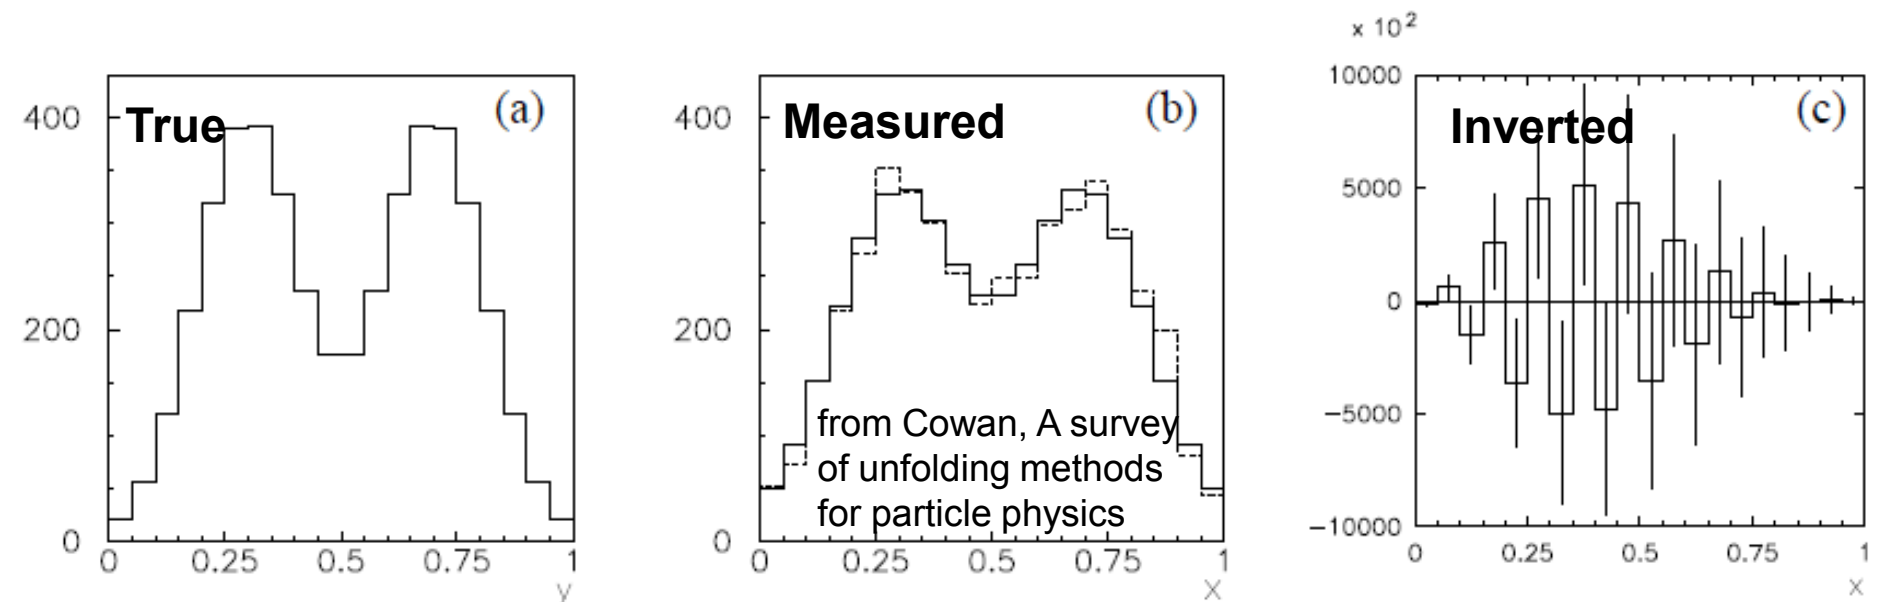 True
(a)
400
200
0
0 0.25 0.5 0.75 1
y
Measured
(b)
400
200
0
from Cowan, A survey
of unfolding methods
for particle physics
0 0.25 0.5 0.75 1
x
x 10²
10000
Inverted
(c)
5000
0
−5000
−10000
0 0.25 0.5 0.75 1
x